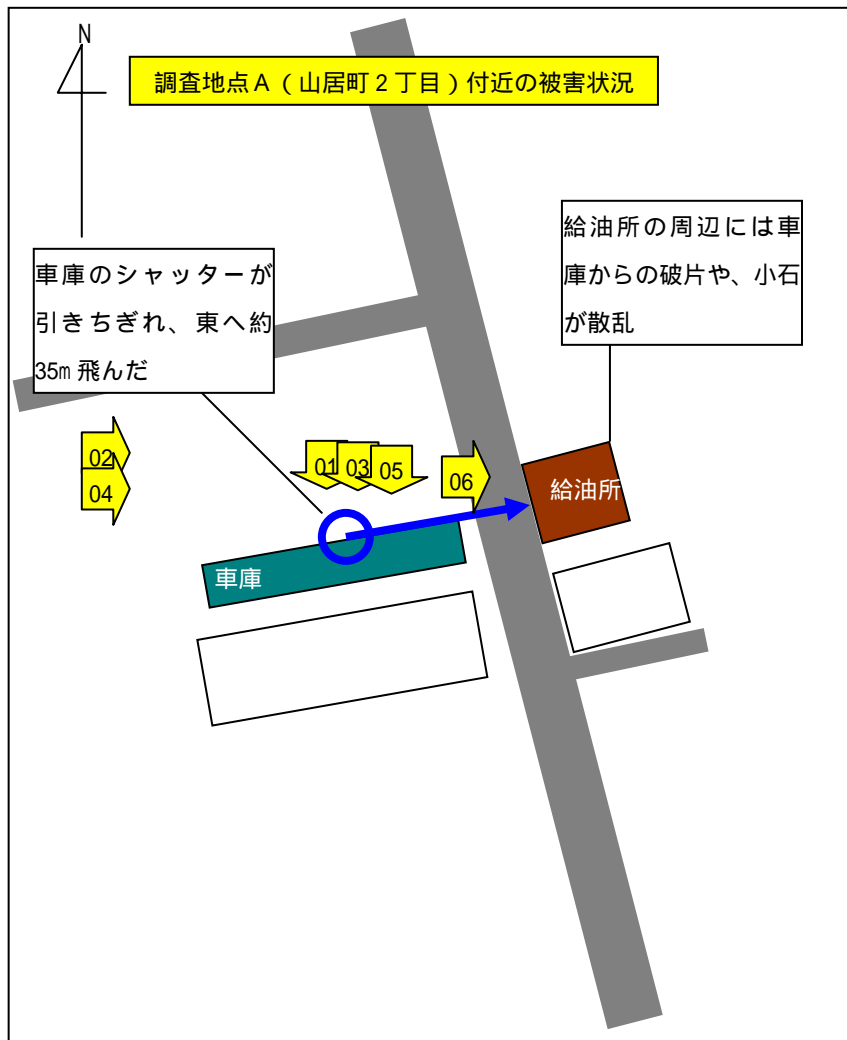 N
調査地点A（山居町２丁目）付近の被害状況
給油所の周辺には車
庫からの破片や、小石
が散乱
車庫のシャッターが
引きちぎれ、東へ約
35m 飛んだ
02
04
01
03
05
06
給油所
車庫